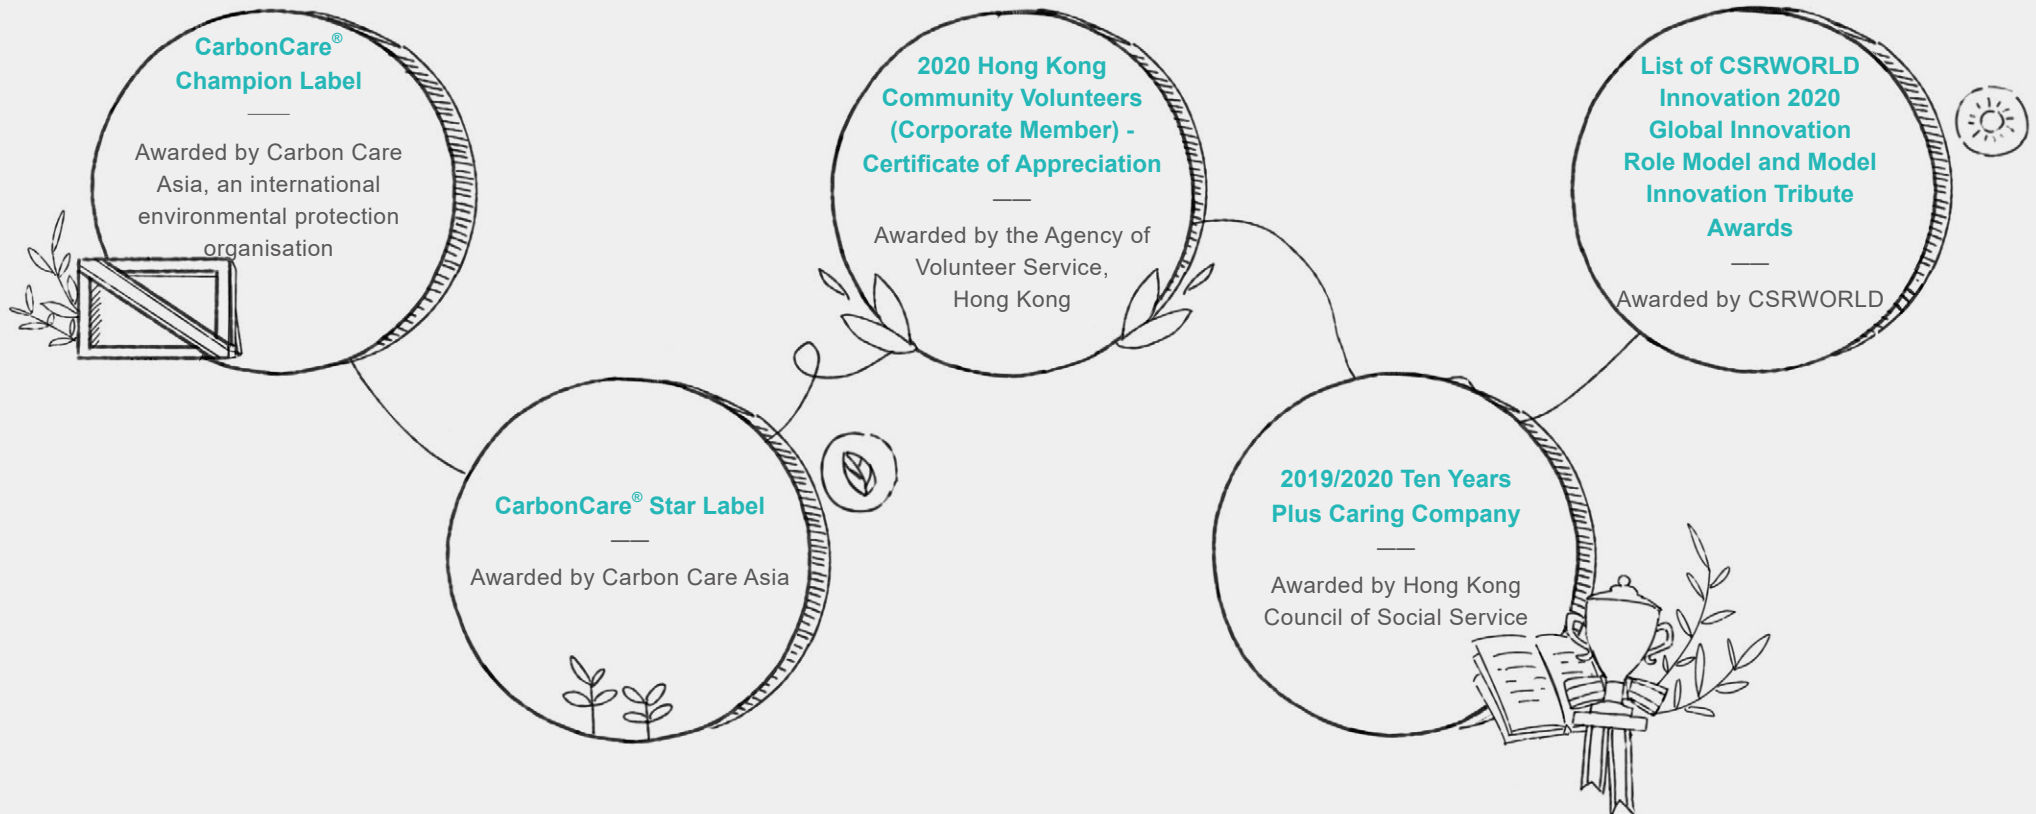 CarbonCare®
Champion Label
Awarded by Carbon Care
Asia, an international
environmental protection
organisation
CarbonCare® Star Label
Awarded by Carbon Care Asia
2020 Hong Kong
Community Volunteers
(Corporate Member) -
Certificate of Appreciation
Awarded by the Agency of
Volunteer Service,
Hong Kong
2019/2020 Ten Years
Plus Caring Company
Awarded by Hong Kong
Council of Social Service
List of CSRWORLD
Innovation 2020
Global Innovation
Role Model and Model
Innovation Tribute
Awards
Awarded by CSRWORLD